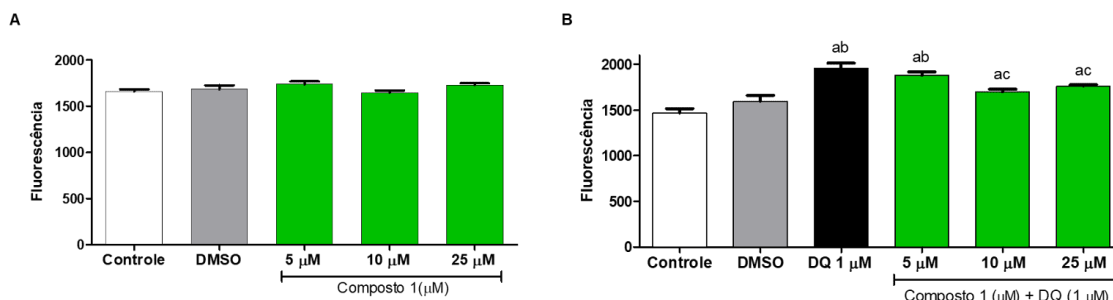 A
Fluorescência
2000
1500
1000
500
0
Controle DMSO 5 μM 10 μM 25 μM
Composto 1(μM)
B
Fluorescência
2000
1500
1000
500
0
ab ab ac ac
Controle DMSO DQ 1 μM 5 μM 10 μM 25 μM
Composto 1 (μM) + DQ (1 μM)